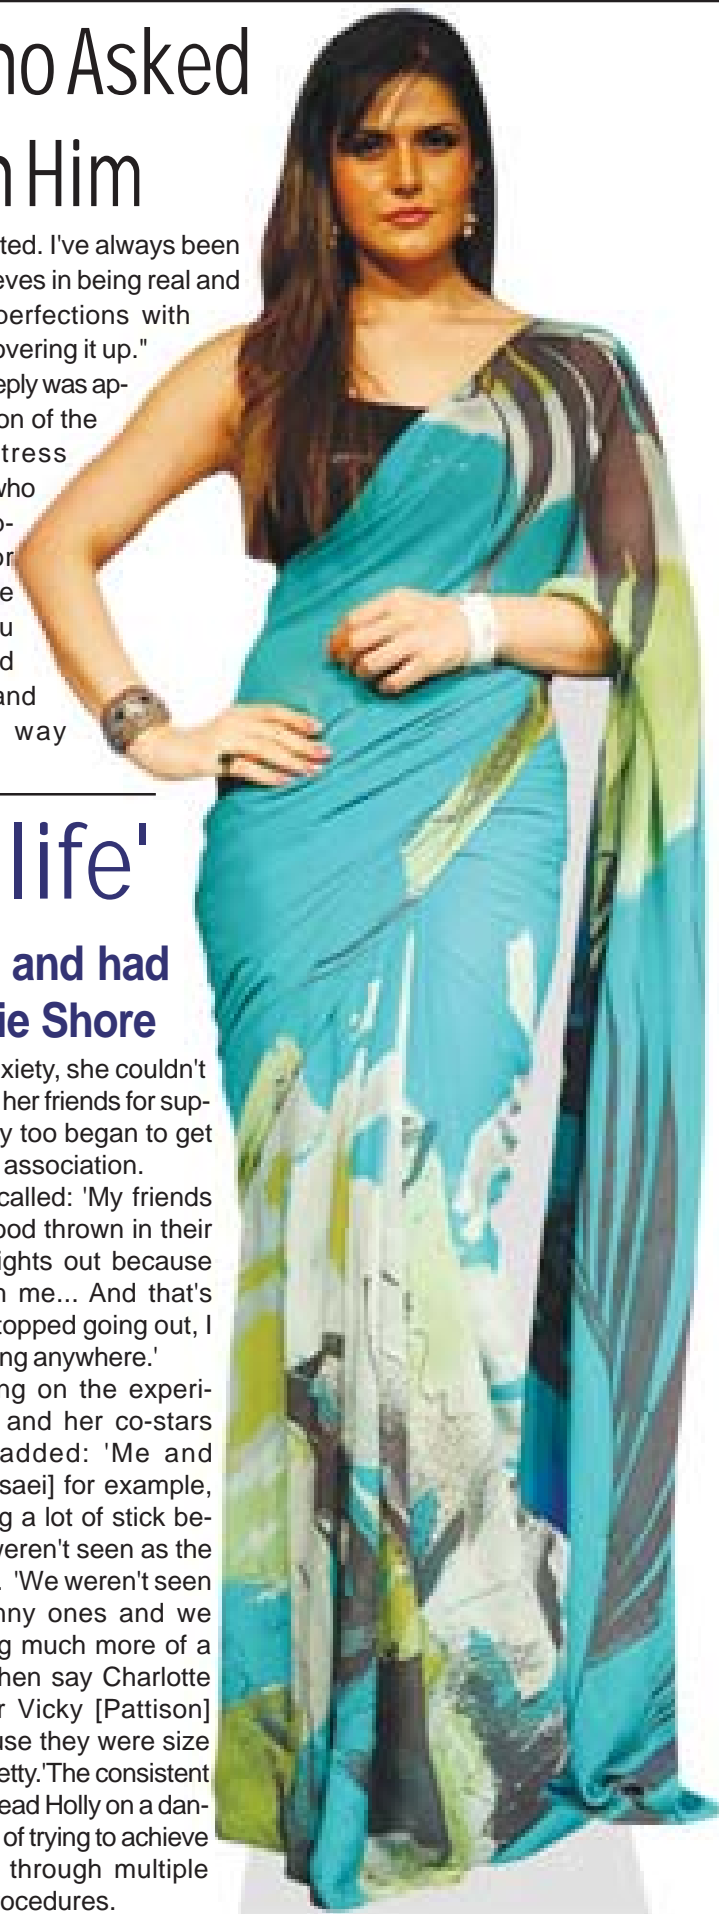 no Asked
n Him
ted. I've always been
eves in being real and
perfections with
overing it up."
eply was ap-
on of the
tress
who
o-
or
e
u
d
and
way
life'
and had
ie Shore
xiety, she couldn't
her friends for sup-
y too began to get
association.
called: 'My friends
ood thrown in their
ights out because
n me... And that's
topped going out, I
ng anywhere.'
ng on the experi-
and her co-stars
added: 'Me and
saei] for example,
g a lot of stick be-
weren't seen as the
. 'We weren't seen
nny ones and we
g much more of a
hen say Charlotte
r Vicky [Pattison]
use they were size
etty.'The consistent
ead Holly on a dan-
of trying to achieve
through multiple
ocedures.